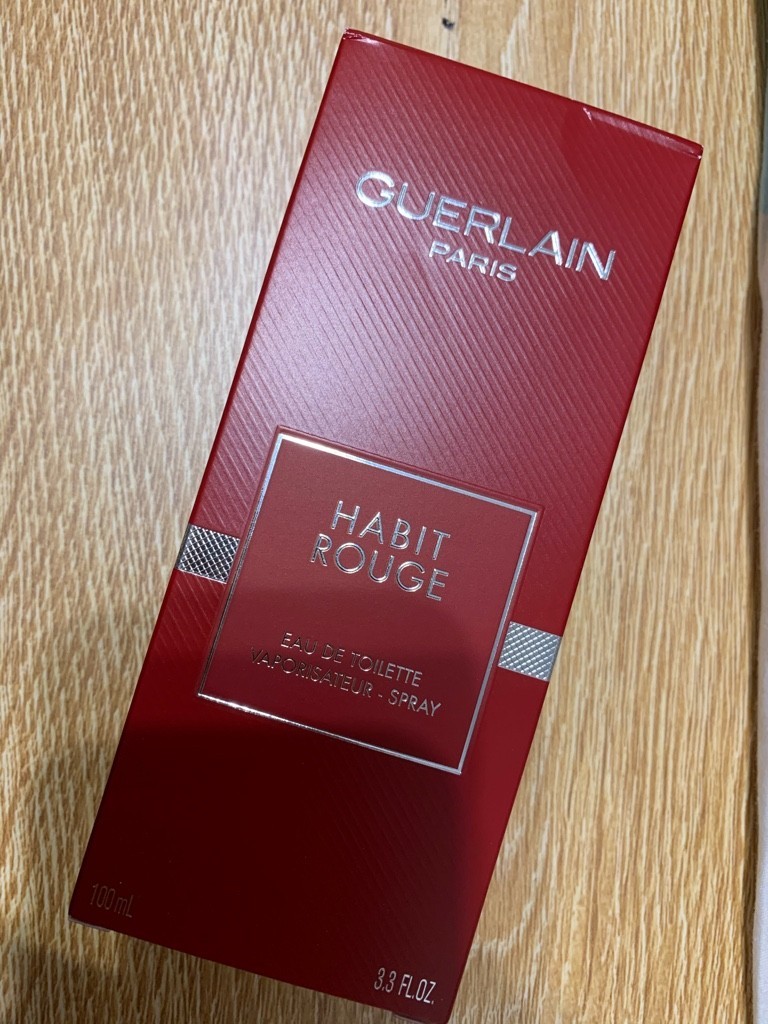 GUERLAIN
PARIS
HABIT
ROUGE
EAU DE TOILETTE
VAPORISATEUR - SPRAY
100mL
3.3 FL.OZ.